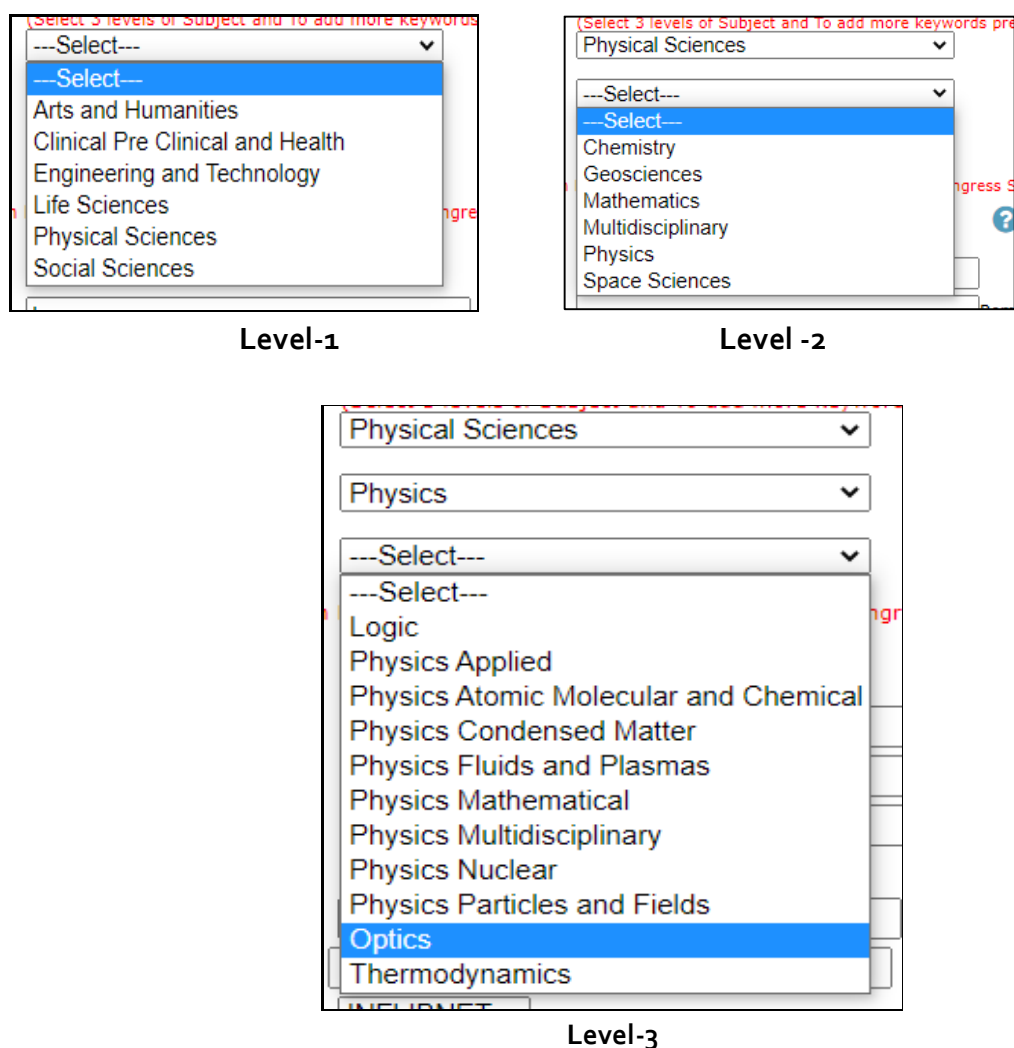 (Select 3 levels of Subject and To add more keywords
---Select---
---Select---
Arts and Humanities
Clinical Pre Clinical and Health
Engineering and Technology
Life Sciences
Physical Sciences
Social Sciences
Level-1
(Select 3 levels of Subject and To add more keywords pre
Physical Sciences
---Select---
---Select---
Chemistry
Geosciences
Mathematics
Multidisciplinary
Physics
Space Sciences
ngress S
Level -2
Physical Sciences
Physics
---Select---
---Select---
Logic
Physics Applied
Physics Atomic Molecular and Chemical
Physics Condensed Matter
Physics Fluids and Plasmas
Physics Mathematical
Physics Multidisciplinary
Physics Nuclear
Physics Particles and Fields
Optics
Thermodynamics
INFLIBNET
Level-3